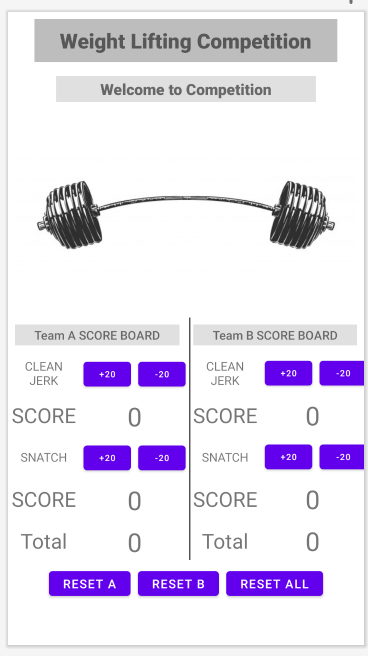 Weight Lifting Competition
Welcome to Competition
Team A SCORE BOARD
CLEAN
JERK
+20 -20
SCORE 0
SNATCH +20 -20
SCORE 0
Total 0
Team B SCORE BOARD
CLEAN
JERK
+20 -20
SCORE 0
SNATCH +20 -20
SCORE 0
Total 0
RESET A RESET B RESET ALL